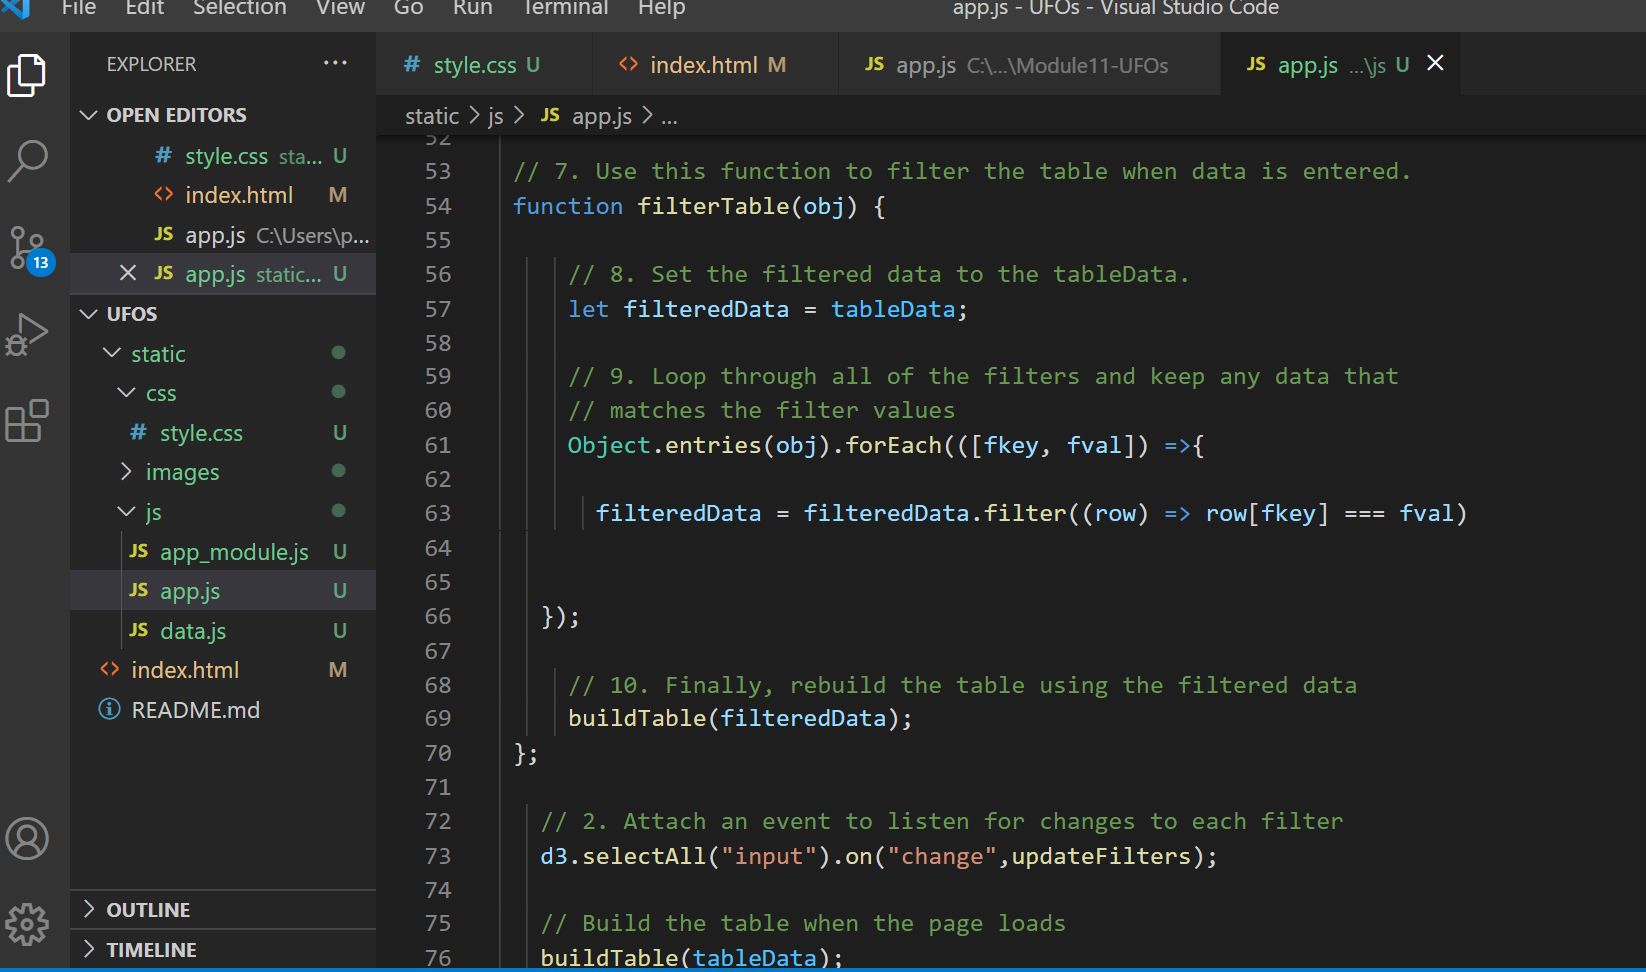 File Edit Selection View Go Run Terminal Help app.js - UFOs - Visual Studio Code
EXPLORER ...
# style.css U <> index.html M JS app.js C:\...\Module11-UFOs JS app.js ...\js U ×
OPEN EDITORS
static > js > JS app.js > ...
# style.css sta... U
<> index.html M
JS app.js C:\Users\p...
× JS app.js static... U
13
UFOS
static
css
# style.css U
images
js
JS app_module.js U
JS app.js U
JS data.js U
<> index.html M
README.md
OUTLINE
TIMELINE
52
53 // 7. Use this function to filter the table when data is entered.
54 function filterTable(obj) {
55
56 // 8. Set the filtered data to the tableData.
57 let filteredData = tableData;
58
59 // 9. Loop through all of the filters and keep any data that
60 // matches the filter values
61 Object.entries(obj).forEach(([fkey, fval]) =>{
62
63 filteredData = filteredData.filter((row) => row[fkey] === fval)
64
65
66 });
67
68 // 10. Finally, rebuild the table using the filtered data
69 buildTable(filteredData);
70 };
71
72 // 2. Attach an event to listen for changes to each filter
73 d3.selectAll("input").on("change",updateFilters);
74
75 // Build the table when the page loads
76 buildTable(tableData);